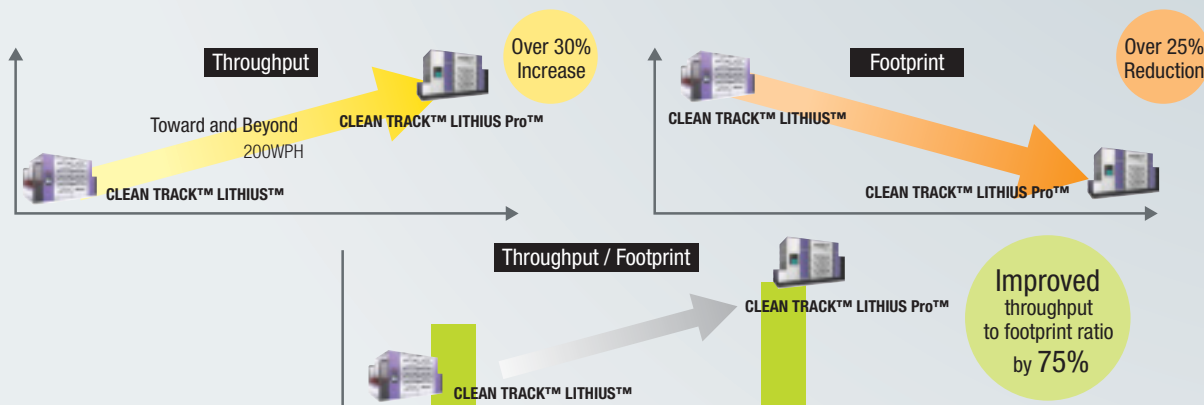 Throughput
Over 30%
Increase
Toward and Beyond
200WPH
CLEAN TRACK™ LITHIUS Pro™
CLEAN TRACK™ LITHIUS™
Footprint
Over 25%
Reduction
CLEAN TRACK™ LITHIUS™
CLEAN TRACK™ LITHIUS Pro™
Throughput / Footprint
CLEAN TRACK™ LITHIUS Pro™
CLEAN TRACK™ LITHIUS™
Improved
throughput
to footprint ratio
by 75%